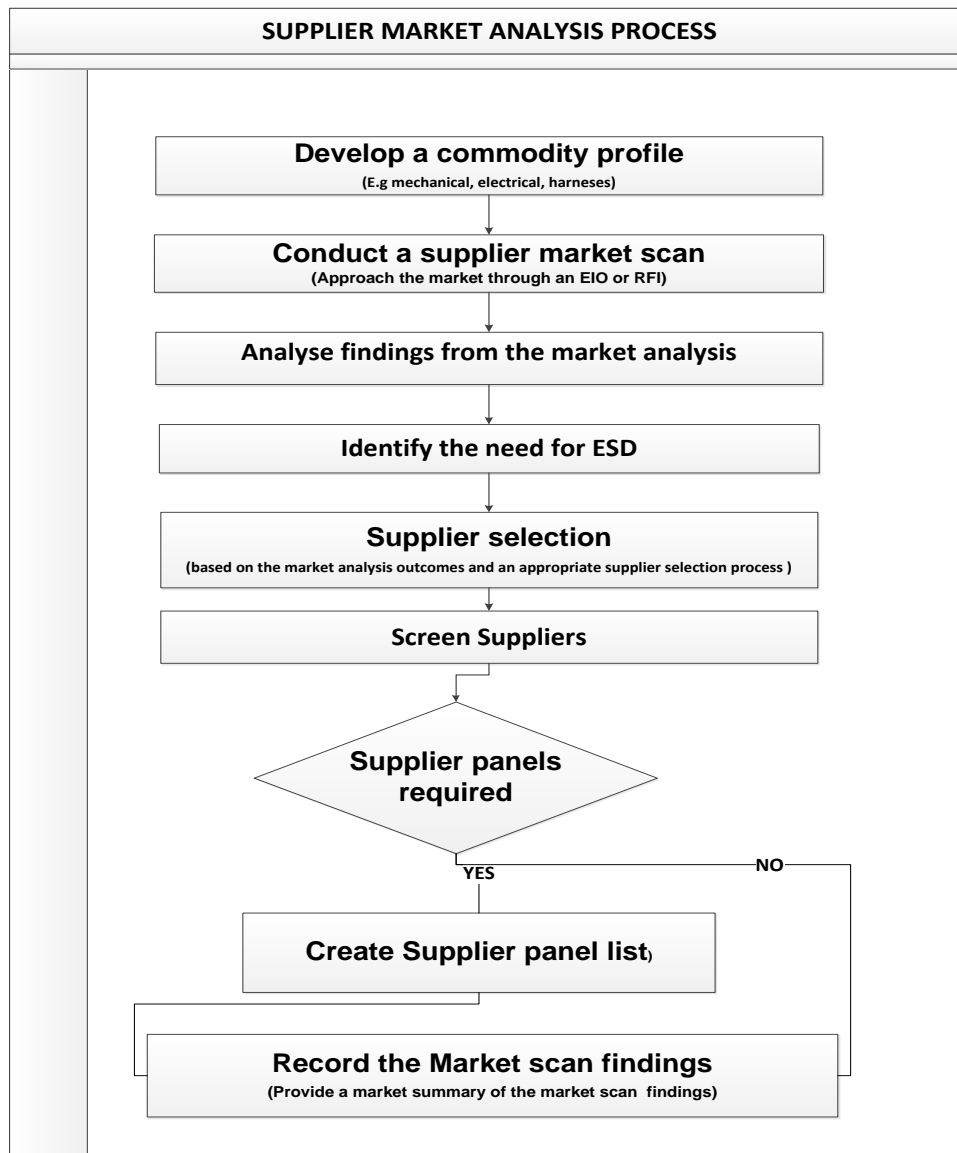 SUPPLIER MARKET ANALYSIS PROCESS
Develop a commodity profile
(E.g mechanical, electrical, harneses)
Conduct a supplier market scan
(Approach the market through an EIO or RFI)
Analyse findings from the market analysis
Identify the need for ESD
Supplier selection
(based on the market analysis outcomes and an appropriate supplier selection process )
Screen Suppliers
Supplier panels
required
YES
NO
Create Supplier panel list)
Record the Market scan findings
(Provide a market summary of the market scan  findings)